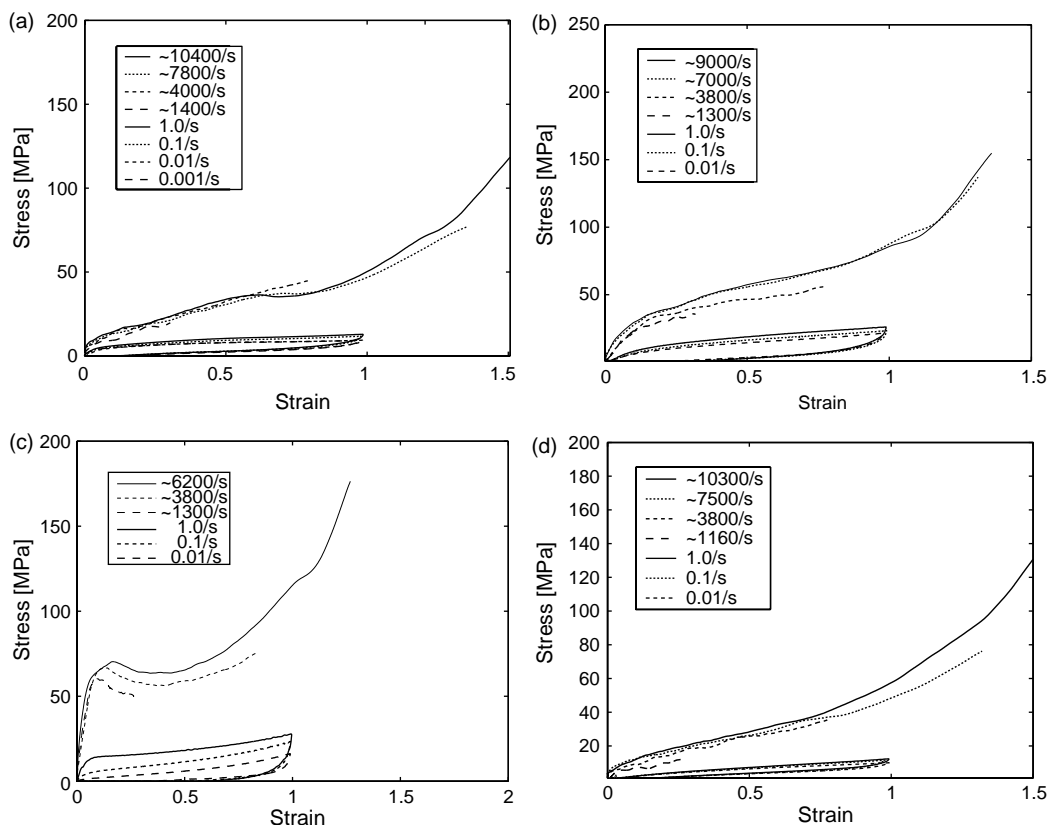 (a)
200
150
100
50
0
Stress [MPa]
~10400/s
~7800/s
~4000/s
~1400/s
1.0/s
0.1/s
0.01/s
0.001/s
0
0.5
1
1.5
Strain
(b)
250
200
150
100
50
0
Stress [MPa]
~9000/s
~7000/s
~3800/s
~1300/s
1.0/s
0.1/s
0.01/s
0
0.5
1
1.5
Strain
(c)
200
150
100
50
0
Stress [MPa]
~6200/s
~3800/s
~1300/s
1.0/s
0.1/s
0.01/s
0
0.5
1
1.5
2
Strain
(d)
200
180
160
140
120
100
80
60
40
20
0
Stress [MPa]
~10300/s
~7500/s
~3800/s
~1160/s
1.0/s
0.1/s
0.01/s
0
0.5
1
1.5
Strain